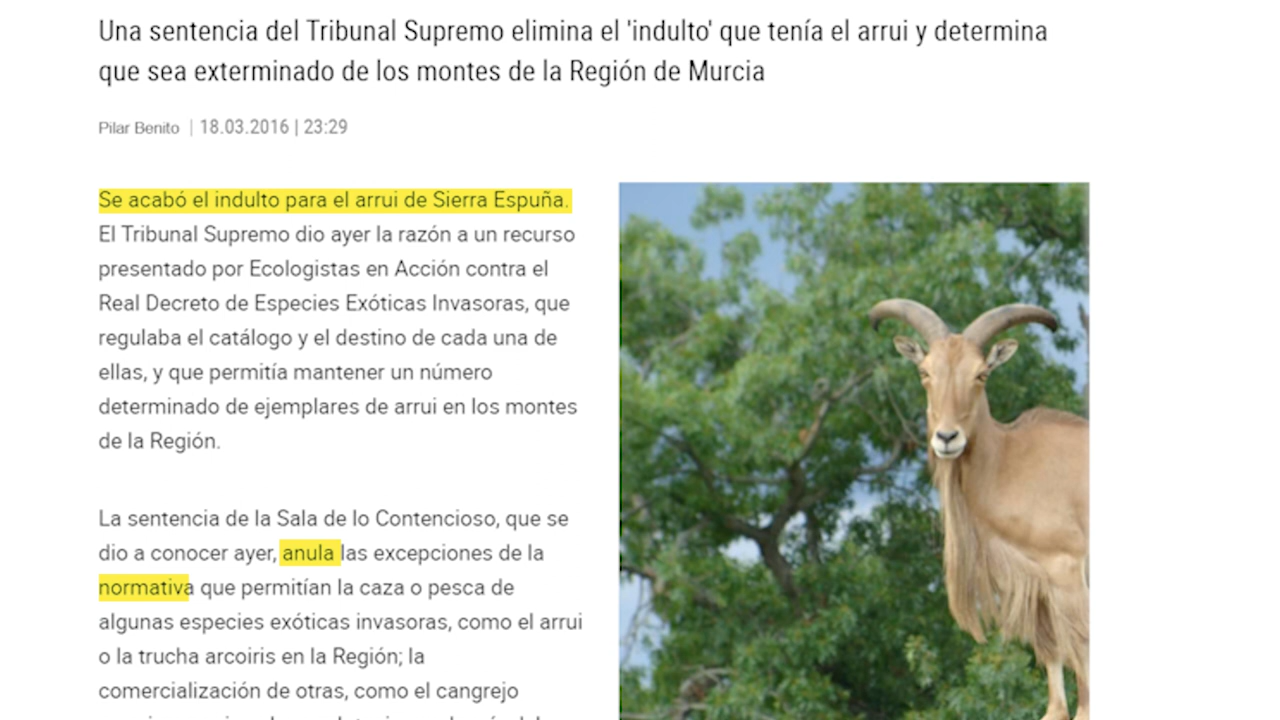 Una sentencia del Tribunal Supremo elimina el 'indulto' que tenía el arrui y determina
que sea exterminado de los montes de la Región de Murcia
Pilar Benito | 18.03.2016 | 23:29
Se acabó el indulto para el arrui de Sierra Espuña.
El Tribunal Supremo dio ayer la razón a un recurso
presentado por Ecologistas en Acción contra el
Real Decreto de Especies Exóticas Invasoras, que
regulaba el catálogo y el destino de cada una de
ellas, y que permitía mantener un número
determinado de ejemplares de arrui en los montes
de la Región.
La sentencia de la Sala de lo Contencioso, que se
dio a conocer ayer, anula las excepciones de la
normativa que permitían la caza o pesca de
algunas especies exóticas invasoras, como el arrui
o la trucha arcoiris en la Región; la
comercialización de otras, como el cangrejo